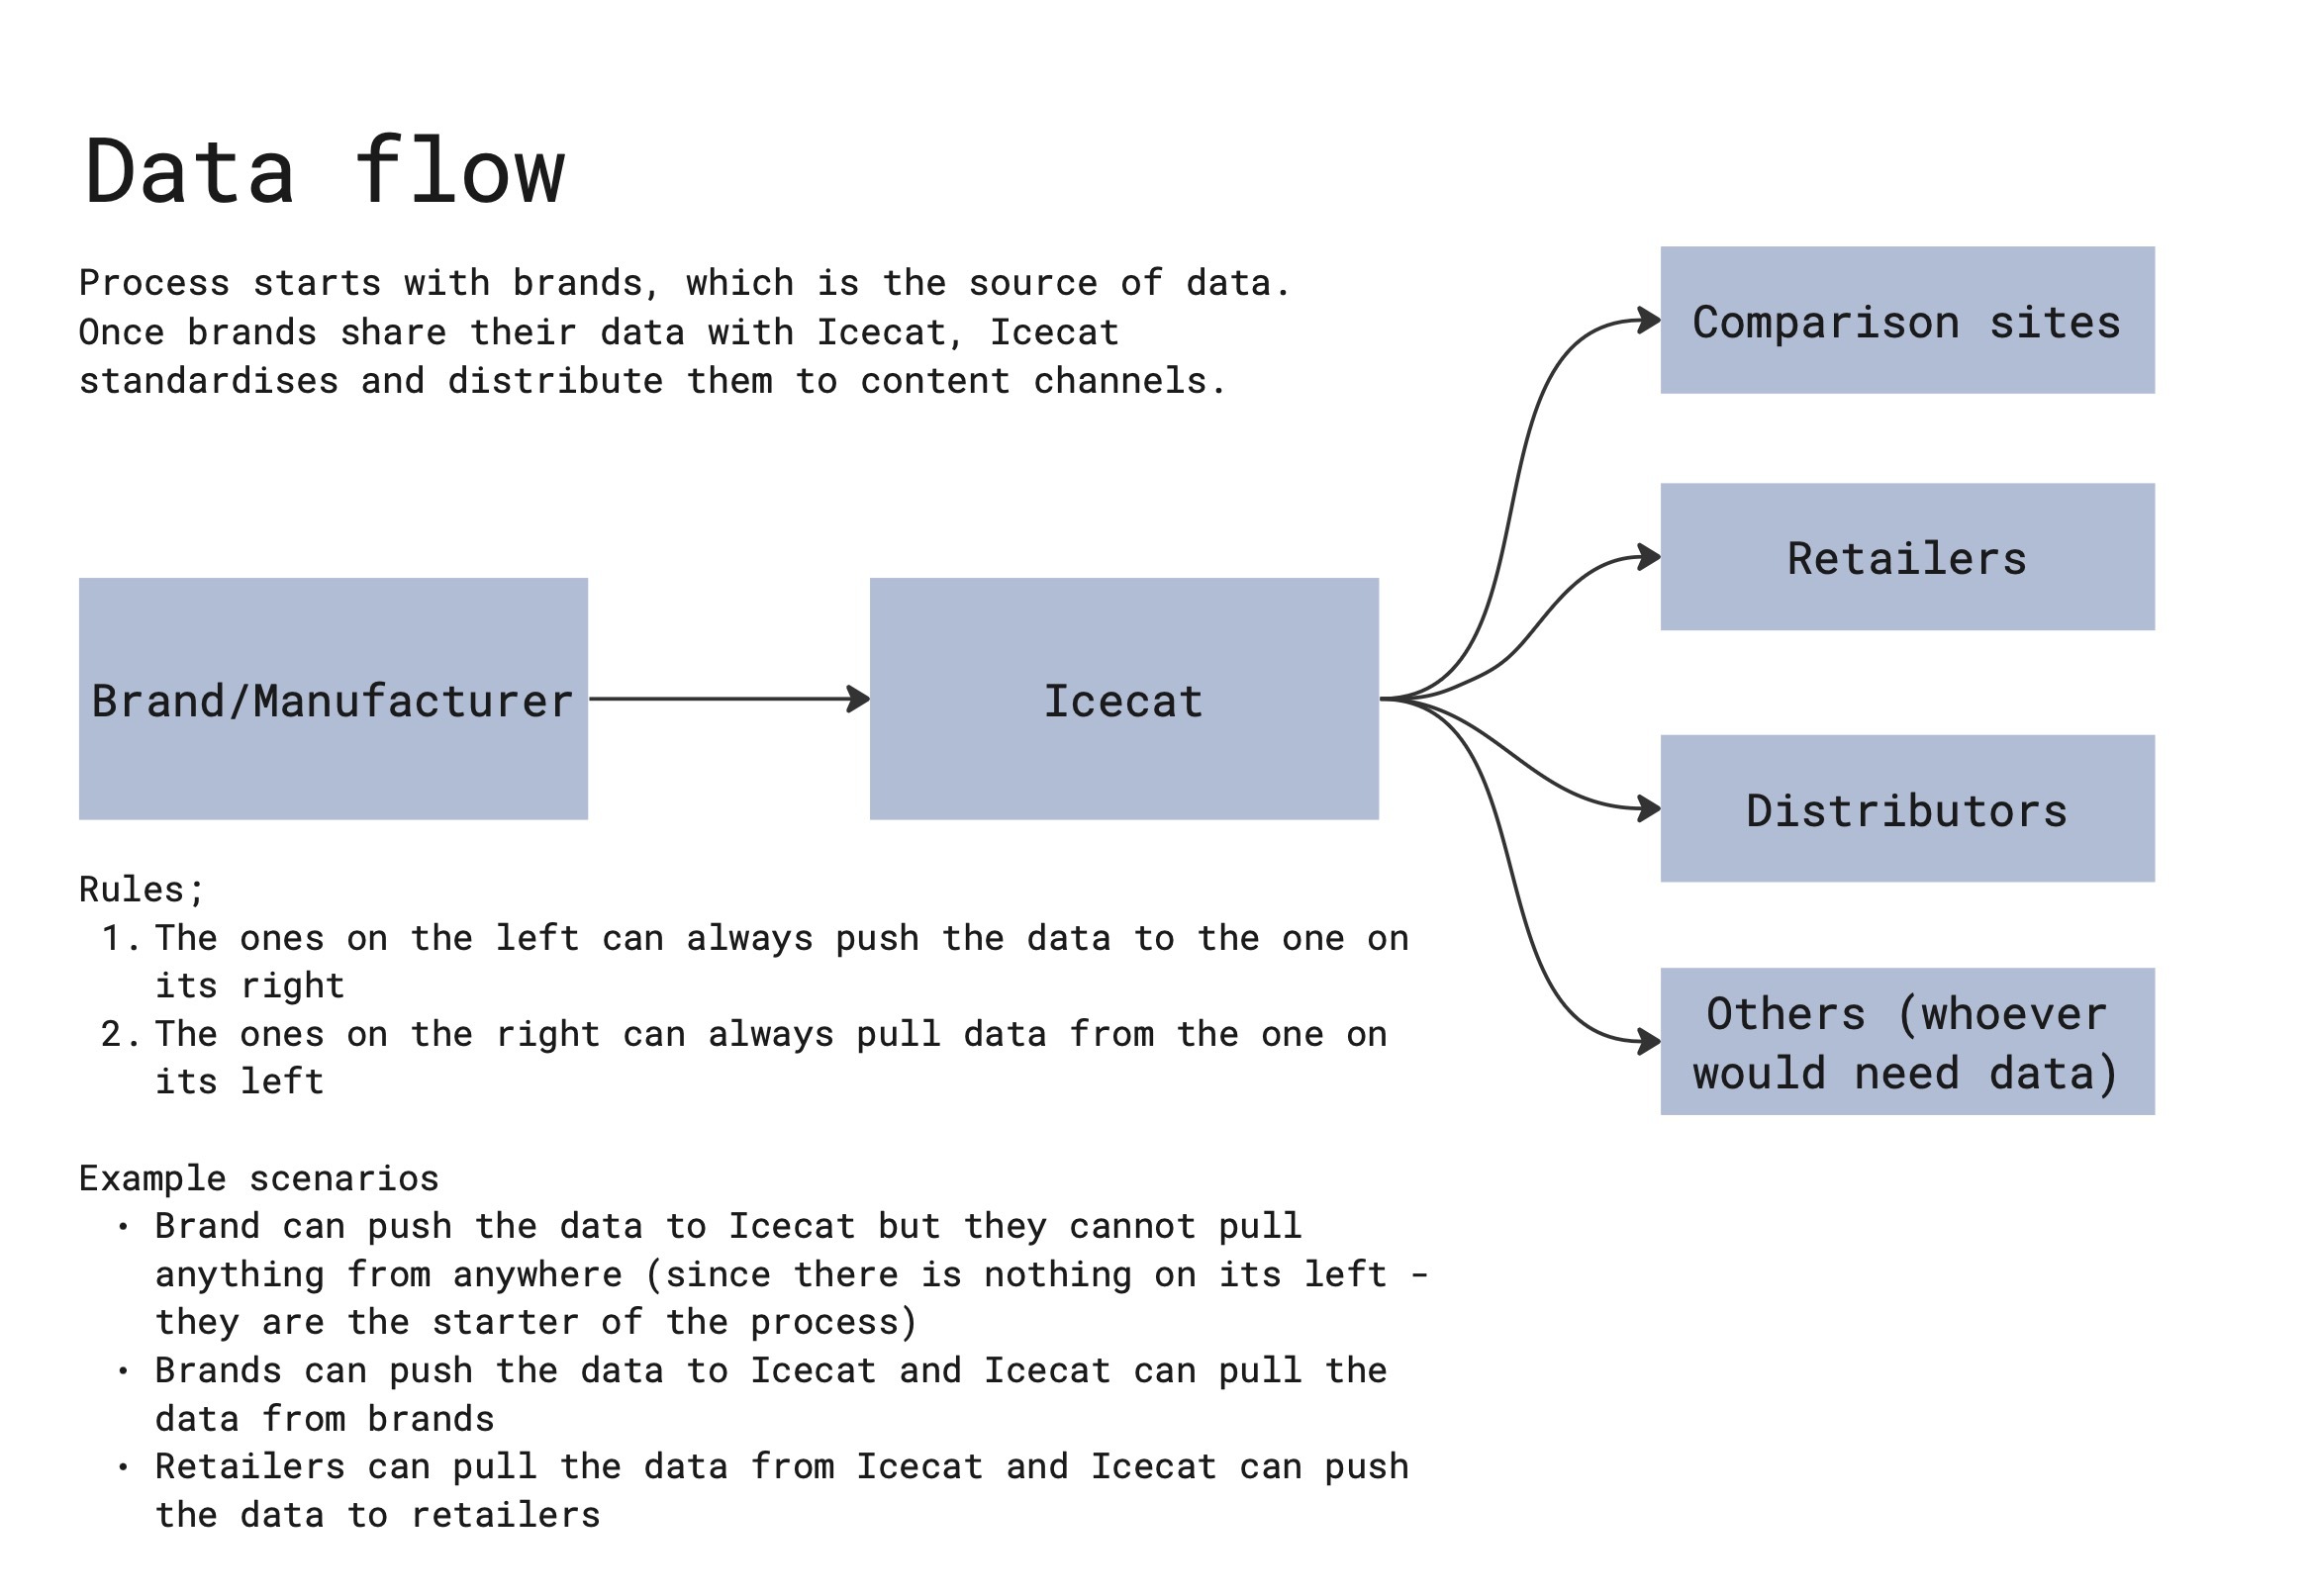 Data flow
Process starts with brands, which is the source of data.
Once brands share their data with Icecat, Icecat
standardises and distribute them to content channels.
Comparison sites
Retailers
Brand/Manufacturer
Icecat
Distributors
Others (whoever
would need data)
Rules;
1. The ones on the left can always push the data to the one on
its right
2. The ones on the right can always pull data from the one on
its left
Example scenarios
• Brand can push the data to Icecat but they cannot pull
anything from anywhere (since there is nothing on its left -
they are the starter of the process)
• Brands can push the data to Icecat and Icecat can pull the
data from brands
• Retailers can pull the data from Icecat and Icecat can push
the data to retailers